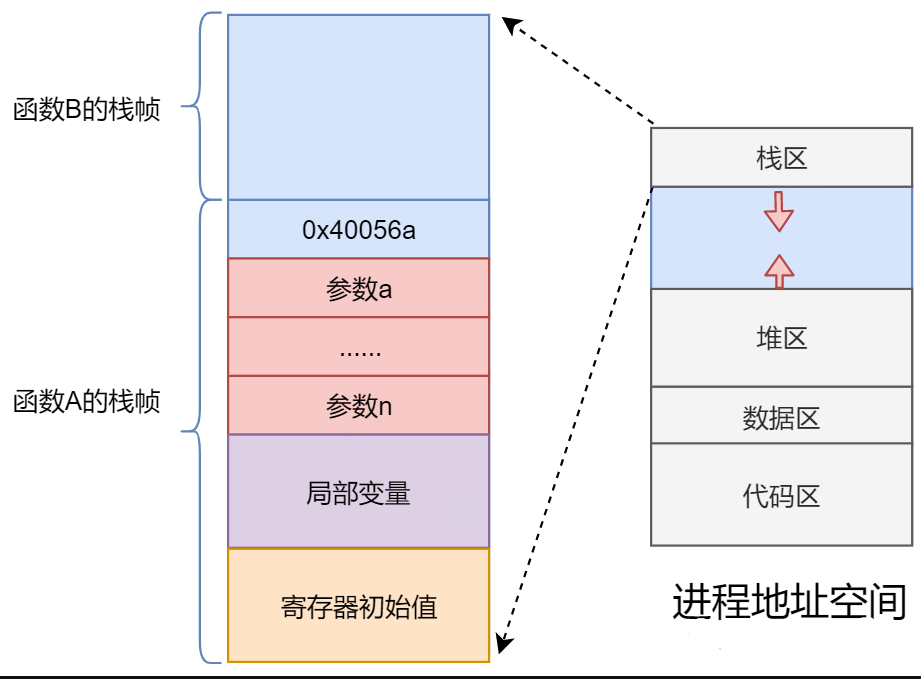 函数B的栈帧
函数A的栈帧
0x40056a
参数a
......
参数n
局部变量
寄存器初始值
栈区
堆区
数据区
代码区
进程地址空间